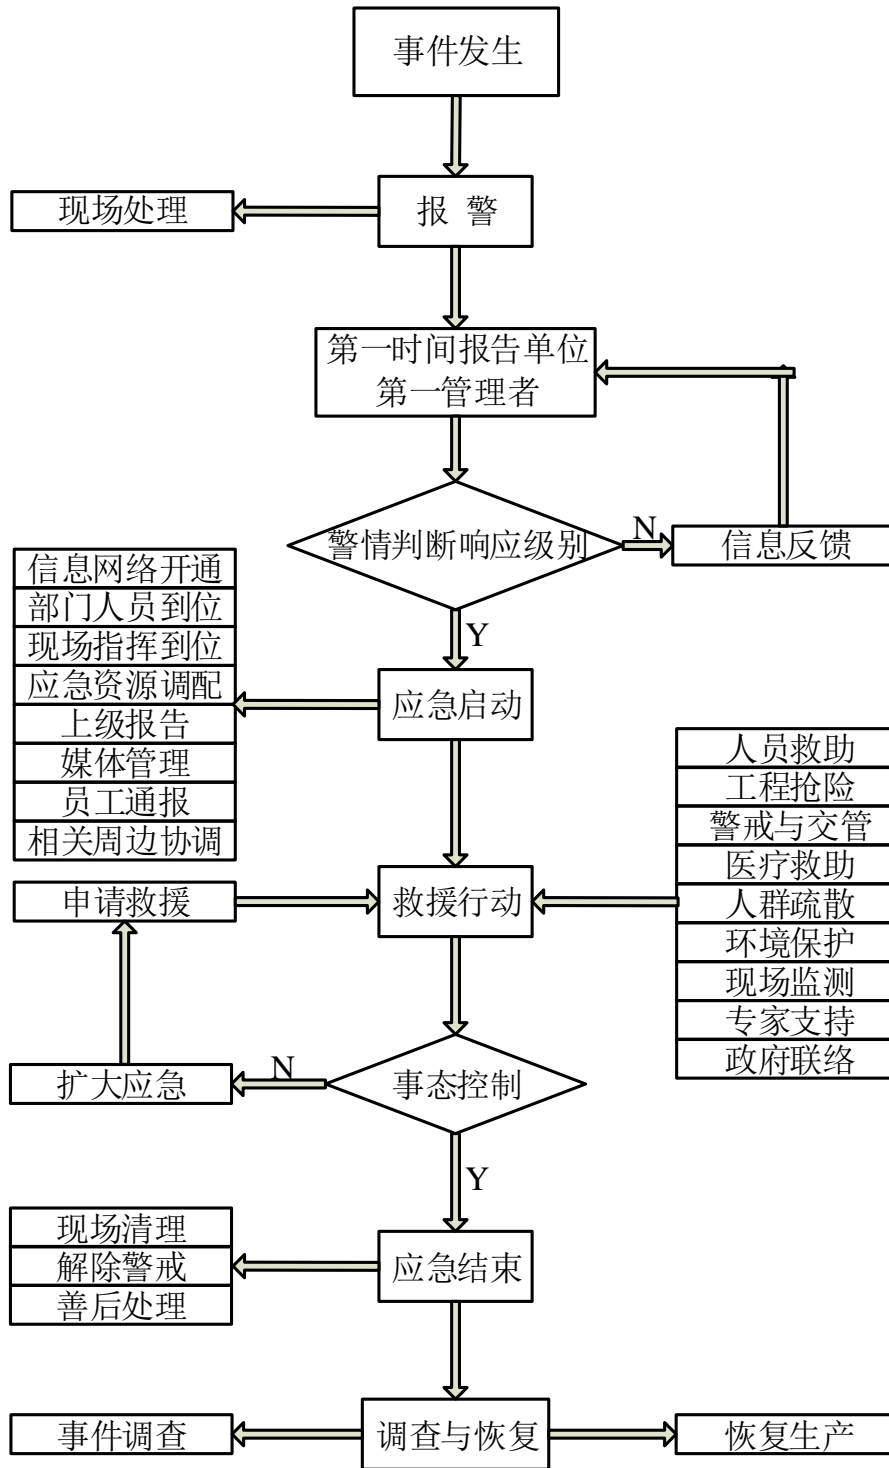 事件发生
现场处理
报 警
第一时间报告单位
第一管理者
警情判断响应级别
N
信息反馈
Y
信息网络开通
部门人员到位
现场指挥到位
应急资源调配
上级报告
媒体管理
员工通报
相关周边协调
应急启动
人员救助
工程抢险
警戒与交管
医疗救助
人群疏散
环境保护
现场监测
专家支持
政府联络
申请救援
救援行动
扩大应急
N
事态控制
Y
现场清理
解除警戒
善后处理
应急结束
事件调查
调查与恢复
恢复生产